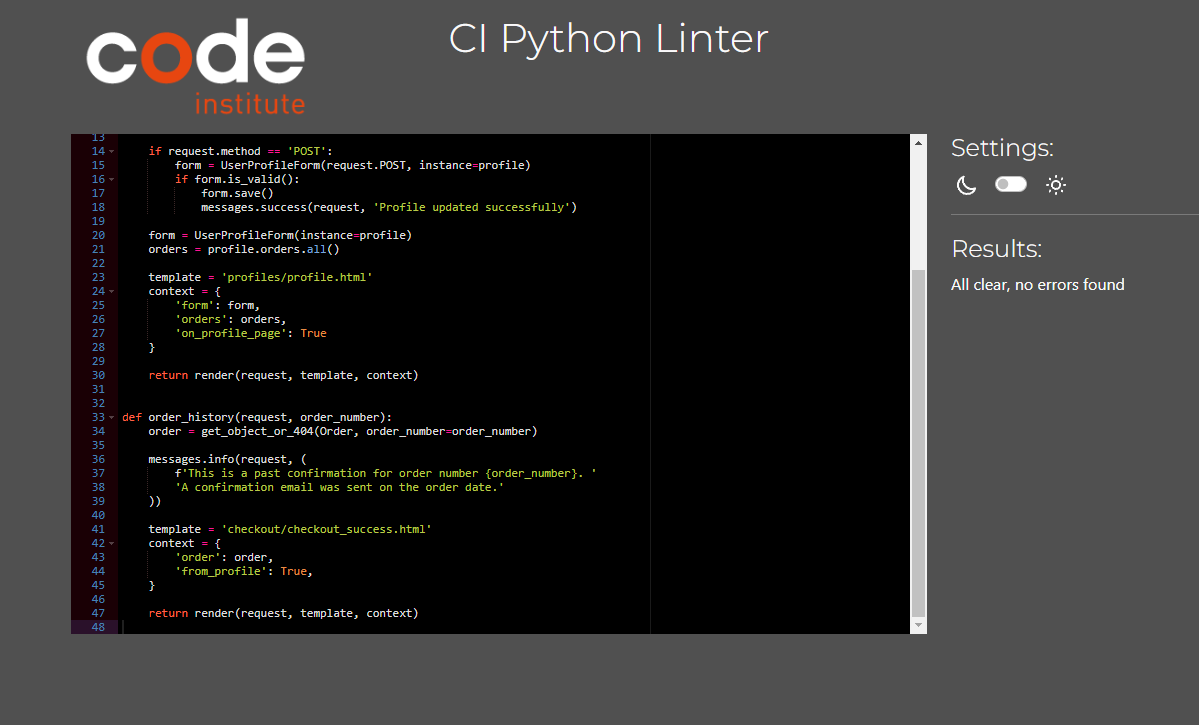 code
institute
CI Python Linter
13
14 if request.method == 'POST':
15 form = UserProfileForm(request.POST, instance=profile)
16 if form.is_valid():
17 form.save()
18 messages.success(request, 'Profile updated successfully')
19
20 form = UserProfileForm(instance=profile)
21 orders = profile.orders.all()
22
23 template = 'profiles/profile.html'
24 context = {
25 'form': form,
26 'orders': orders,
27 'on_profile_page': True
28 }
29
30 return render(request, template, context)
31
32
33 def order_history(request, order_number):
34 order = get_object_or_404(Order, order_number=order_number)
35
36 messages.info(request, (
37 f'This is a past confirmation for order number {order_number}. '
38 'A confirmation email was sent on the order date.'
39 ))
40
41 template = 'checkout/checkout_success.html'
42 context = {
43 'order': order,
44 'from_profile': True,
45 }
46
47 return render(request, template, context)
48
Settings:
Results:
All clear, no errors found